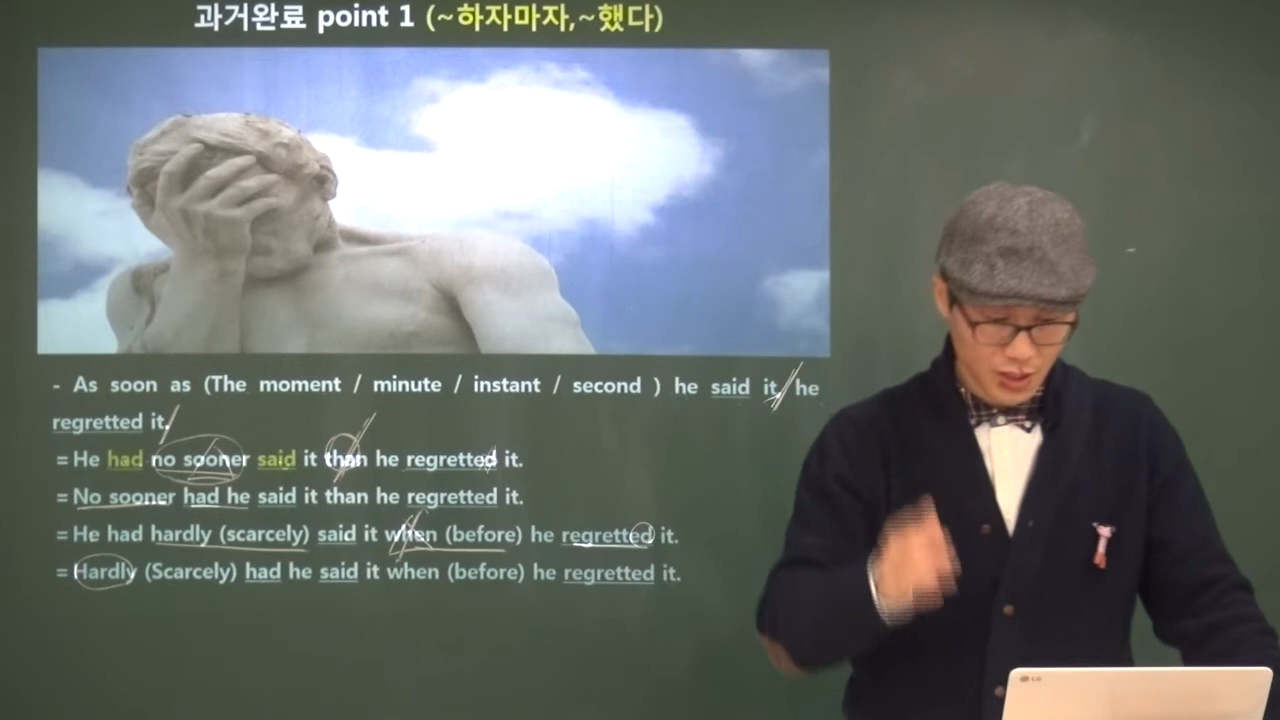 과거완료 point 1 (~하자마자,~했다)
- As soon as (The moment / minute / instant / second ) he said it, he
regretted it.
= He had no sooner said it than he regretted it.
= No sooner had he said it than he regretted it.
= He had hardly (scarcely) said it when (before) he regretted it.
= Hardly (Scarcely) had he said it when (before) he regretted it.
LG